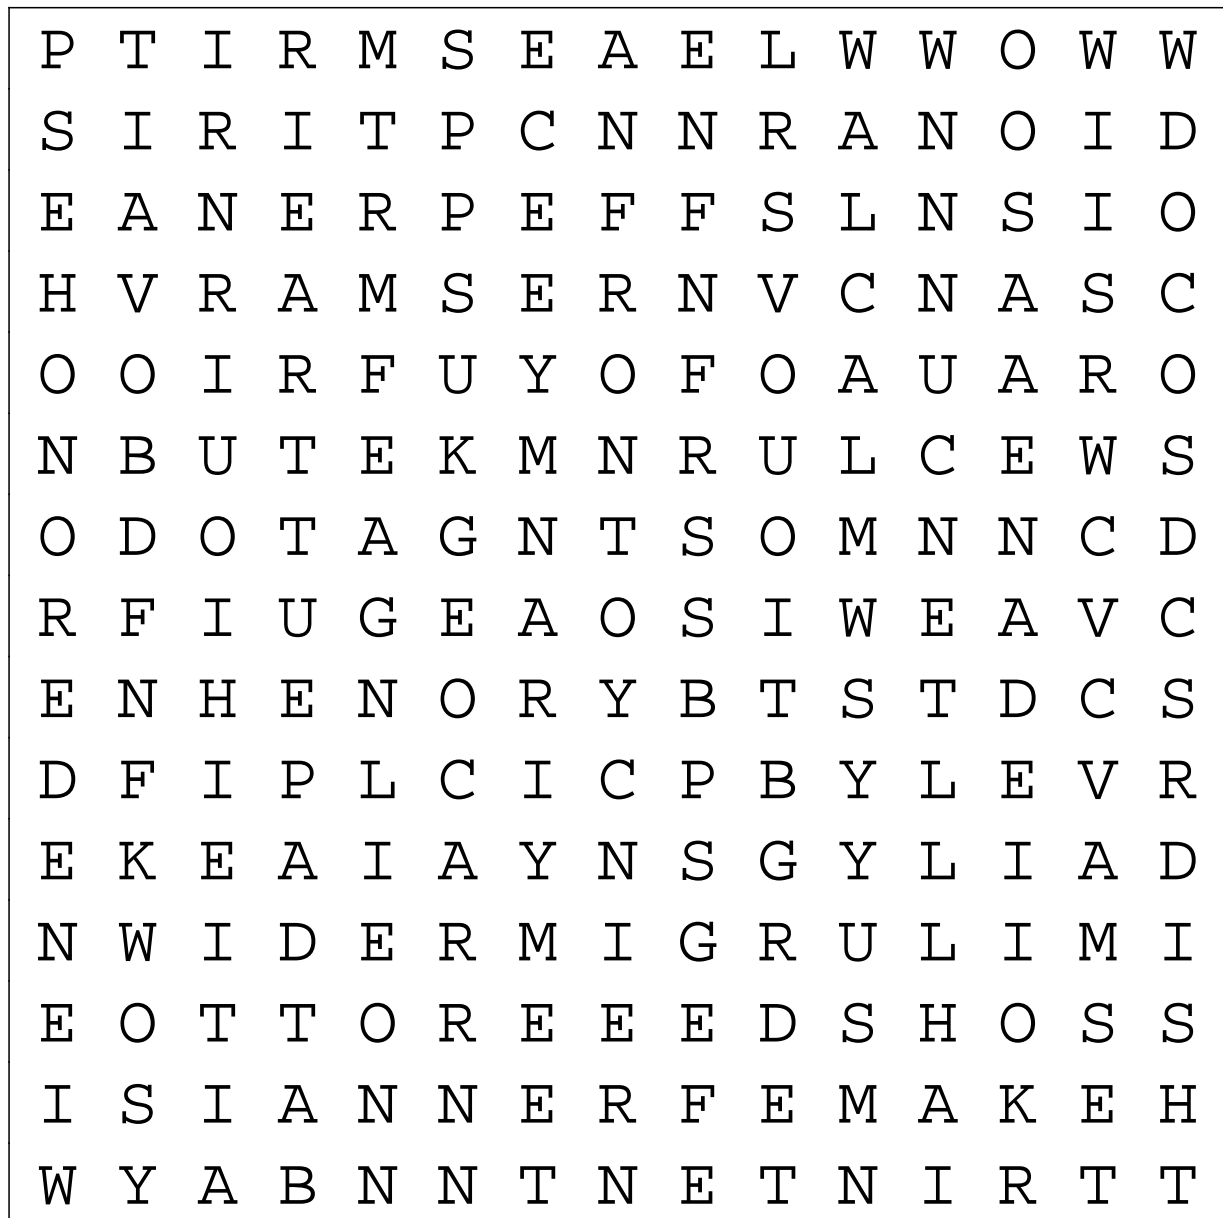 P T I R M S E A E L W W O W W
S I R I T P C N N R A N O I D
E A N E R P E F F S L N S I O
H V R A M S E R N V C N A S C
O O I R F U Y O F O A U A R O
N B U T E K M N R U L C E W S
O D O T A G N T S O M N N C D
R F I U G E A O S I W E A V C
E N H E N O R Y B T S T D C S
D F I P L C I C P B Y L E V R
E K E A I A Y N S G Y L I A D
N W I D E R M I G R U L I M I
E O T T O R E E E D S H O S S
I S I A N N E R F E M A K E H
W Y A B N N T N E T N I R T T